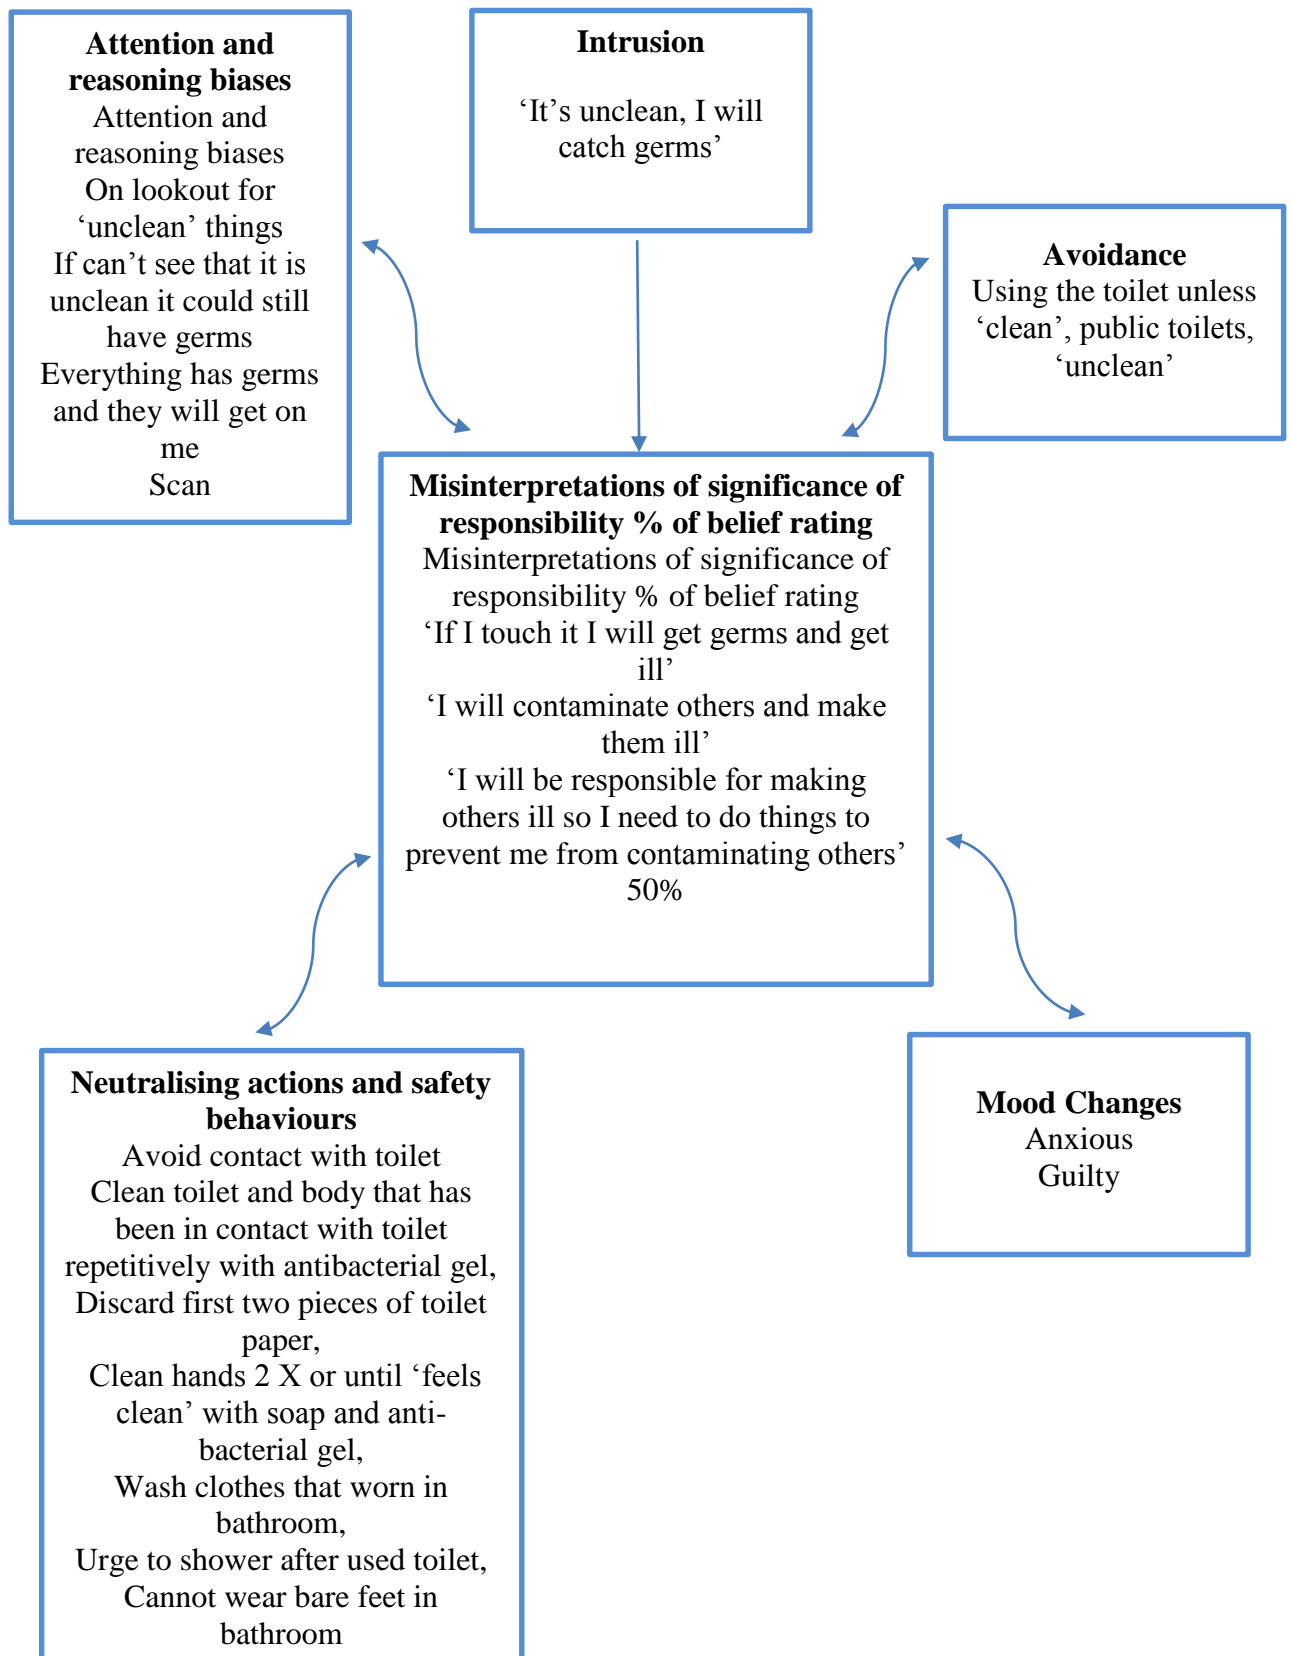 Attention and
reasoning biases
Attention and
reasoning biases
On lookout for
‘unclean’ things
If can’t see that it is
unclean it could still
have germs
Everything has germs
and they will get on
me
Scan
Intrusion
‘It’s unclean, I will
catch germs’
Avoidance
Using the toilet unless
‘clean’, public toilets,
‘unclean’
Misinterpretations of significance of
responsibility % of belief rating
Misinterpretations of significance of
responsibility % of belief rating
‘If I touch it I will get germs and get
ill’
‘I will contaminate others and make
them ill’
‘I will be responsible for making
others ill so I need to do things to
prevent me from contaminating others’
50%
Neutralising actions and safety
behaviours
Avoid contact with toilet
Clean toilet and body that has
been in contact with toilet
repetitively with antibacterial gel,
Discard first two pieces of toilet
paper,
Clean hands 2 X or until ‘feels
clean’ with soap and anti-
bacterial gel,
Wash clothes that worn in
bathroom,
Urge to shower after used toilet,
Cannot wear bare feet in
bathroom
Mood Changes
Anxious
Guilty